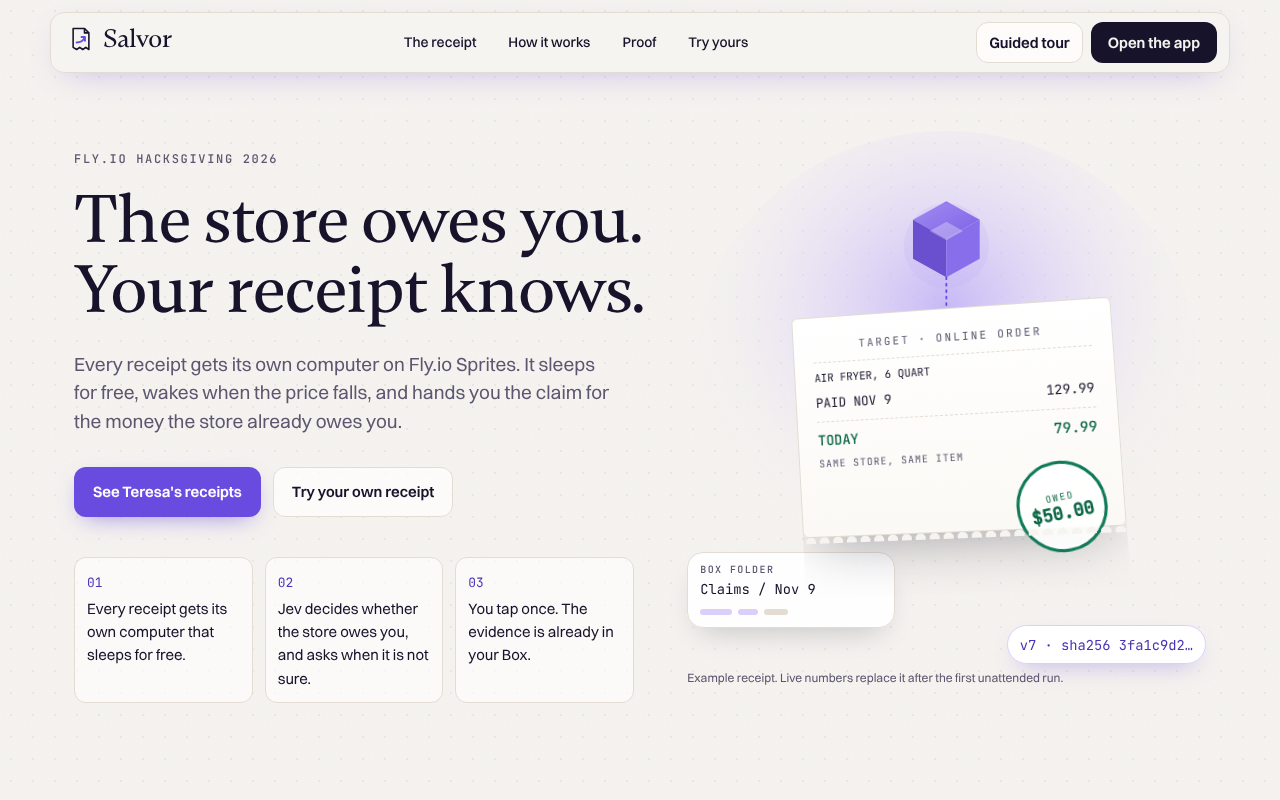 Salvor
The receipt
How it works
Proof
Try yours
Guided tour
Open the app
FLY.IO HACKSGIVING 2026
The store owes you.
Your receipt knows.
Every receipt gets its own computer on Fly.io Sprites. It sleeps
for free, wakes when the price falls, and hands you the claim for
the money the store already owes you.
See Teresa's receipts
Try your own receipt
01
Every receipt gets its
own computer that
sleeps for free.
02
Jev decides whether
the store owes you,
and asks when it is not
sure.
03
You tap once. The
evidence is already in
your Box.
TARGET · ONLINE ORDER
AIR FRYER, 6 QUART
PAID NOV 9 129.99
TODAY 79.99
SAME STORE, SAME ITEM
OWED
$50.00
BOX FOLDER
Claims / Nov 9
v7 · sha256 3fa1c9d2…
Example receipt. Live numbers replace it after the first unattended run.